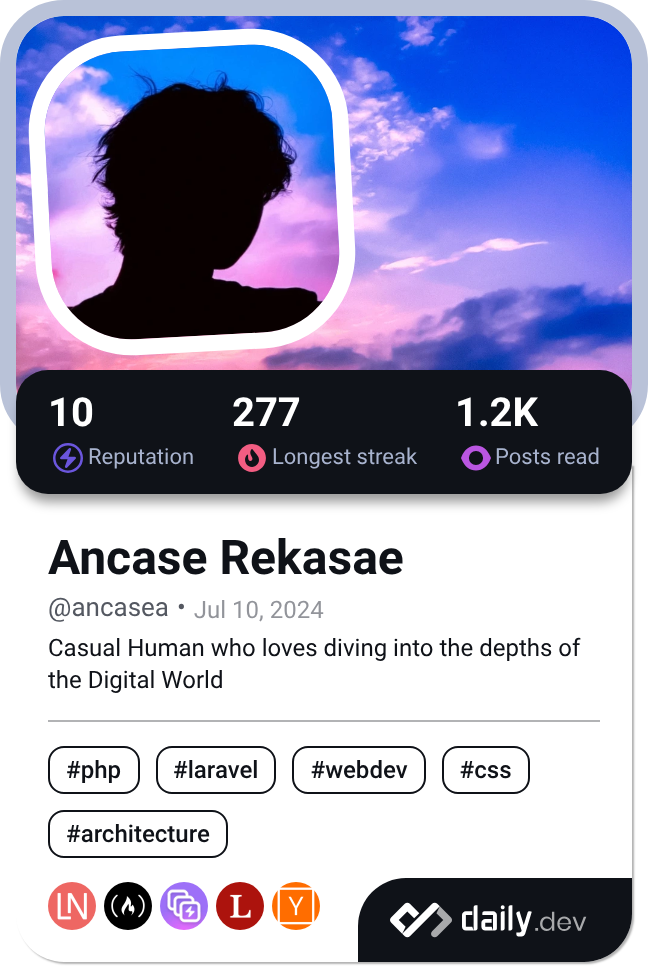 10 277 1.2K
Reputation Longest streak Posts read
Ancase Rekasae
@ancasea • Jul 10, 2024
Casual Human who loves diving into the depths of
the Digital World
#php #laravel #webdev #css
#architecture
LN L Y
daily.dev